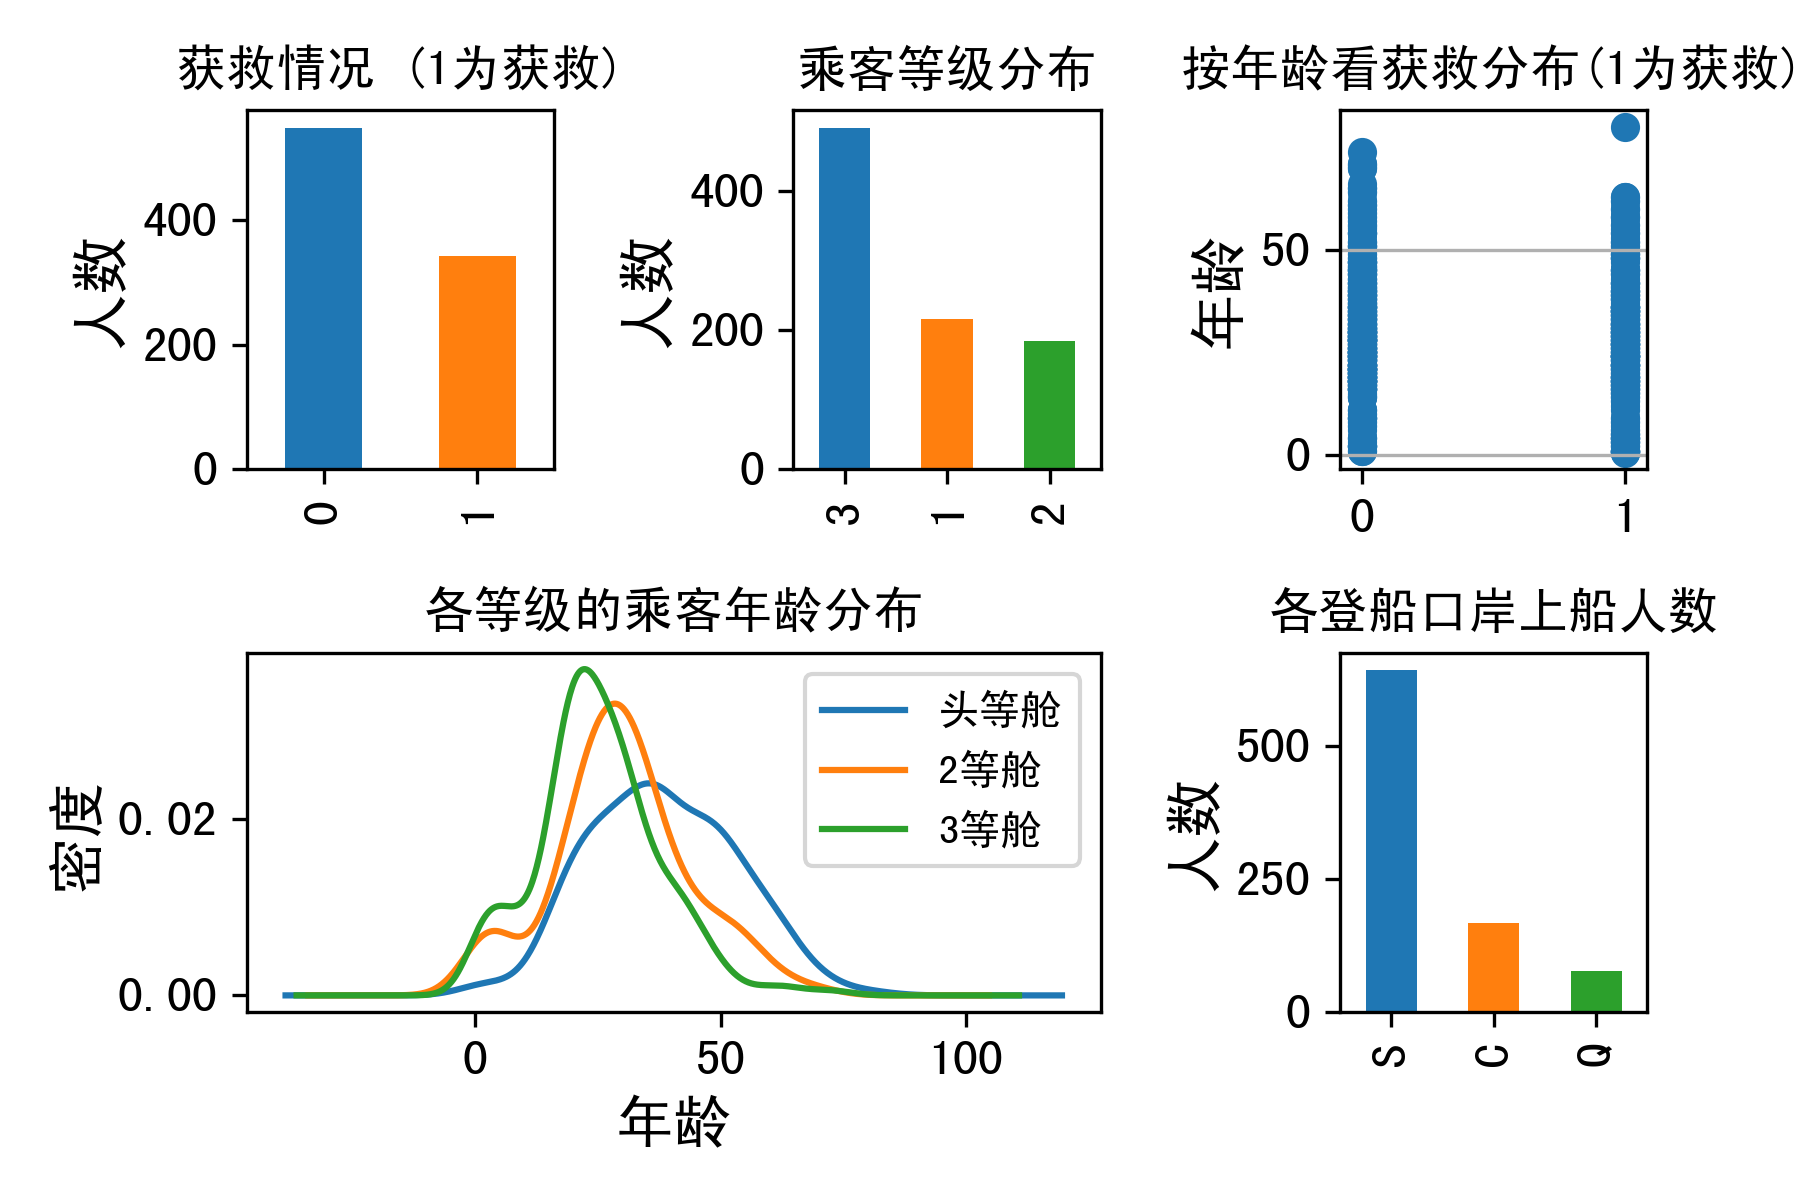 获救情况 (1为获救)
人数
400
200
0
0
1
乘客等级分布
人数
400
200
0
3
1
2
按年龄看获救分布(1为获救)
年龄
50
0
0
1
各等级的乘客年龄分布
密度
0.02
0.00
0
50
100
年龄
头等舱
2等舱
3等舱
各登船口岸上船人数
人数
500
250
0
S
C
Q